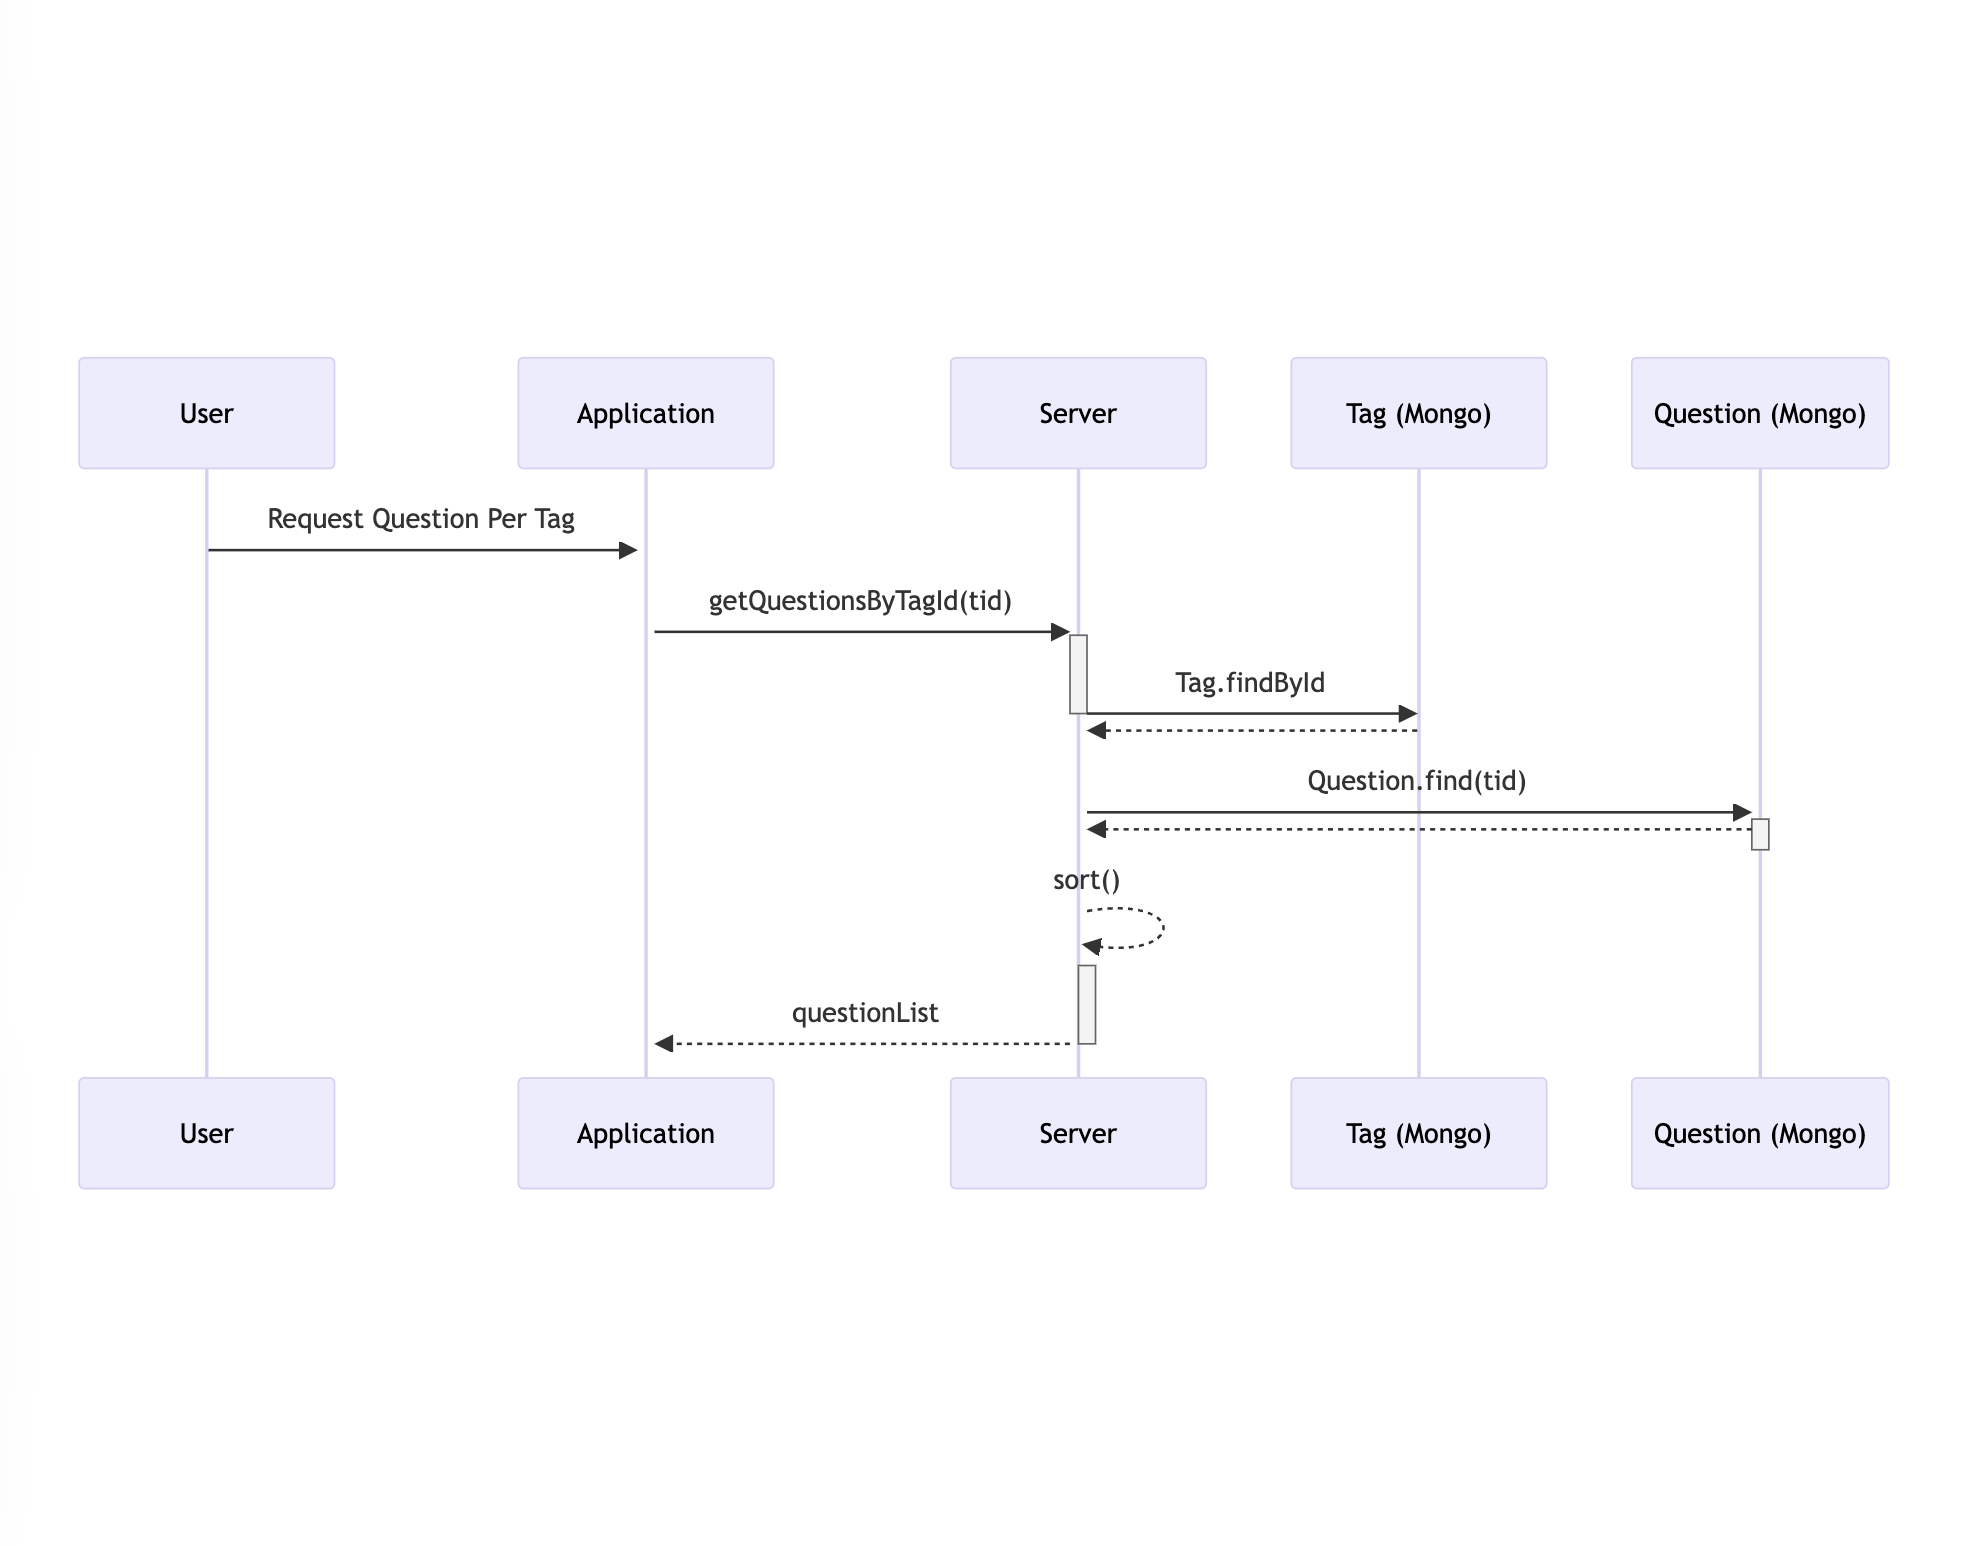 User
Application
Server
Tag (Mongo)
Question (Mongo)
Request Question Per Tag
getQuestionsByTagId(tid)
Tag.findById
Question.find(tid)
sort()
questionList
User
Application
Server
Tag (Mongo)
Question (Mongo)